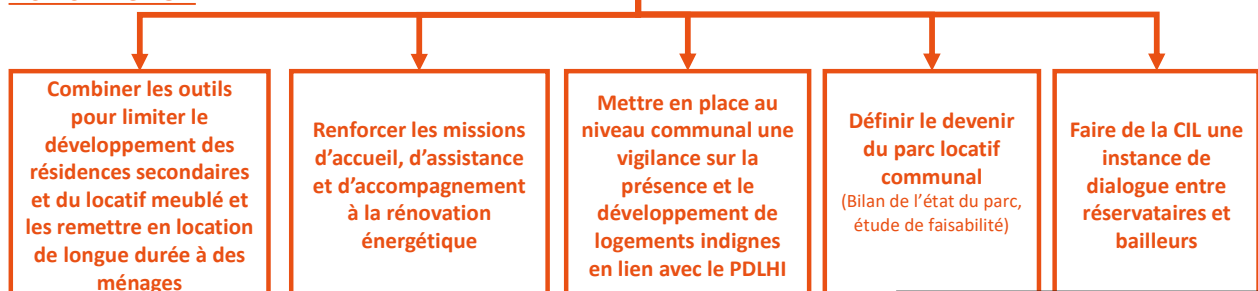 Combiner les outils
pour limiter le
développement des
résidences secondaires
et du locatif meublé et
les remettre en location
de longue durée à des
ménages
Renforcer les missions
d’accueil, d’assistance
et d’accompagnement
à la rénovation
énergétique
Mettre en place au
niveau communal une
vigilance sur la
présence et le
développement de
logements indignes
en lien avec le PDLHI
Définir le devenir
du parc locatif
communal
(Bilan de l’état du parc,
étude de faisabilité)
Faire de la CIL une
instance de
dialogue entre
réservataires et
bailleurs